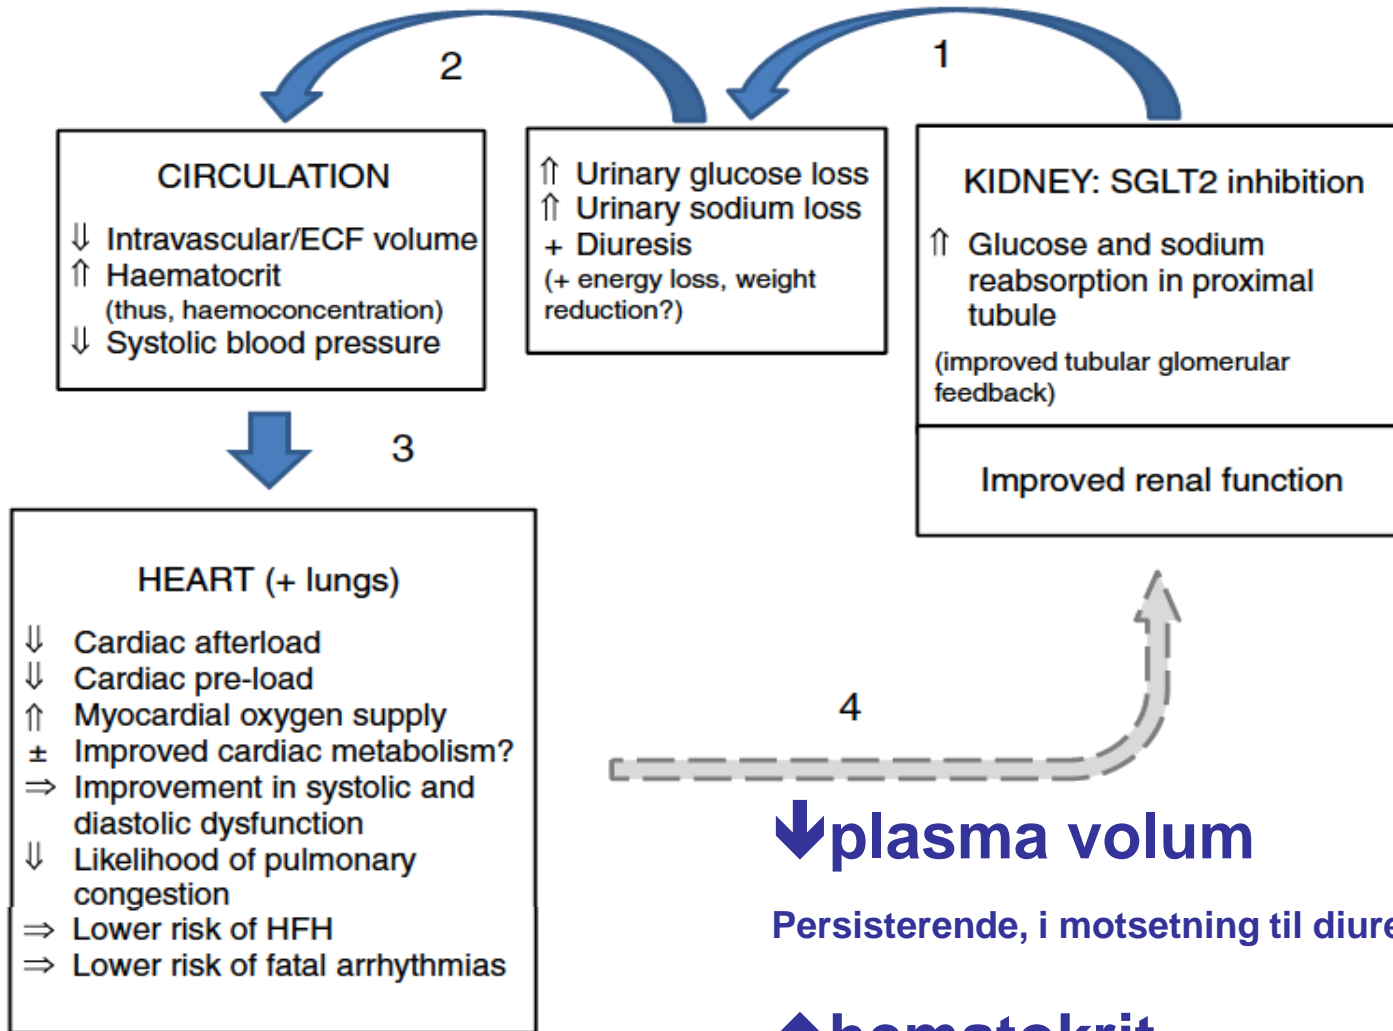 2
1
CIRCULATION
⇓ Intravascular/ECF volume
⇑ Haematocrit
(thus, haemoconcentration)
⇓ Systolic blood pressure
⇑ Urinary glucose loss
⇑ Urinary sodium loss
+ Diuresis
(+ energy loss, weight
reduction?)
KIDNEY: SGLT2 inhibition
⇑ Glucose and sodium
reabsorption in proximal
tubule
(improved tubular glomerular
feedback)
Improved renal function
3
HEART (+ lungs)
⇓ Cardiac afterload
⇓ Cardiac pre-load
⇑ Myocardial oxygen supply
± Improved cardiac metabolism?
⇒ Improvement in systolic and
diastolic dysfunction
⇓ Likelihood of pulmonary
congestion
⇒ Lower risk of HFH
⇒ Lower risk of fatal arrhythmias
4
🡻plasma volum
Persisterende, i motsetning til
hematokrit